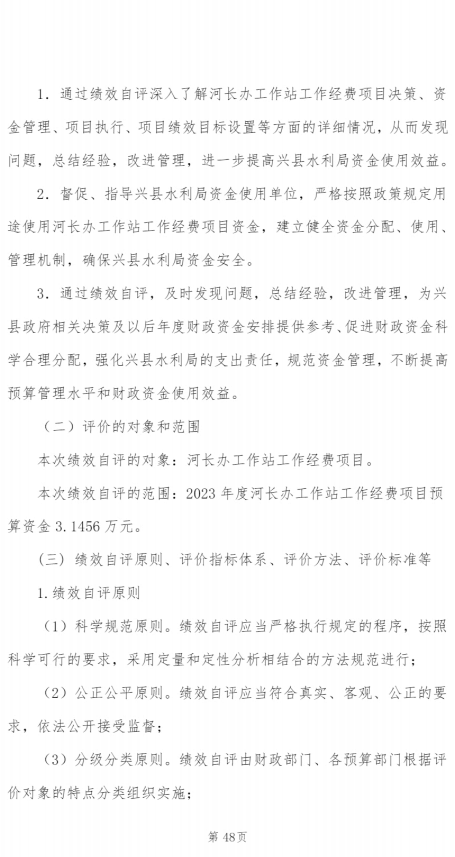 1．通过绩效自评深入了解河长办工作站工作经费项目决策、资
金管理、项目执行、项目绩效目标设置等方面的详细情况，从而发现
问题，总结经验，改进管理，进一步提高兴县水利局资金使用效益。
2．督促、指导兴县水利局资金使用单位，严格按照政策规定用
途使用河长办工作站工作经费项目资金，建立健全资金分配、使用、
管理机制，确保兴县水利局资金安全。
3．通过绩效自评，及时发现问题，总结经验，改进管理，为兴
县政府相关决策及以后年度财政资金安排提供参考、促进财政资金科
学合理分配，强化兴县水利局的支出责任，规范资金管理，不断提高
预算管理水平和财政资金使用效益。
（二）评价的对象和范围
本次绩效自评的对象：河长办工作站工作经费项目。
本次绩效自评的范围：2023 年度河长办工作站工作经费项目预
算资金 3.1456 万元。
(三) 绩效自评原则、评价指标体系、评价方法、评价标准等
1.绩效自评原则
（1）科学规范原则。绩效自评应当严格执行规定的程序，按照
科学可行的要求，采用定量和定性分析相结合的方法规范进行；
（2）公正公平原则。绩效自评应当符合真实、客观、公正的要
求，依法公开接受监督；
（3）分级分类原则。绩效自评由财政部门、各预算部门根据评
价对象的特点分类组织实施；
第 48页